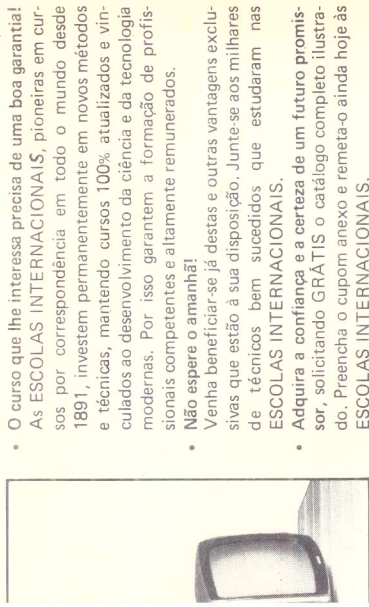 • O curso que lhe interessa precisa de uma boa garantia!
As ESCOLAS INTERNACIONAIS, pioneiras em cur-
sos por correspondência em todo o mundo desde
1891, investem permanentemente em novos métodos
e técnicas, mantendo cursos 100% atualizados e vin-
culados ao desenvolvimento da ciência e da tecnologia
modernas. Por isso garantem a formação de profis-
sionais competentes e altamente remunerados.
• Não espere o amanhã!
Venha beneficiar-se já destas e outras vantagens exclu-
sivas que estão à sua disposição. Junte-se aos milhares
de técnicos bem sucedidos que estudaram nas
ESCOLAS INTERNACIONAIS.
• Adquira a confiança e a certeza de um futuro promis-
sor, solicitando GRÁTIS o catálogo completo ilustra-
do. Preencha o cupom anexo e remeta-o ainda hoje às
ESCOLAS INTERNACIONAIS.